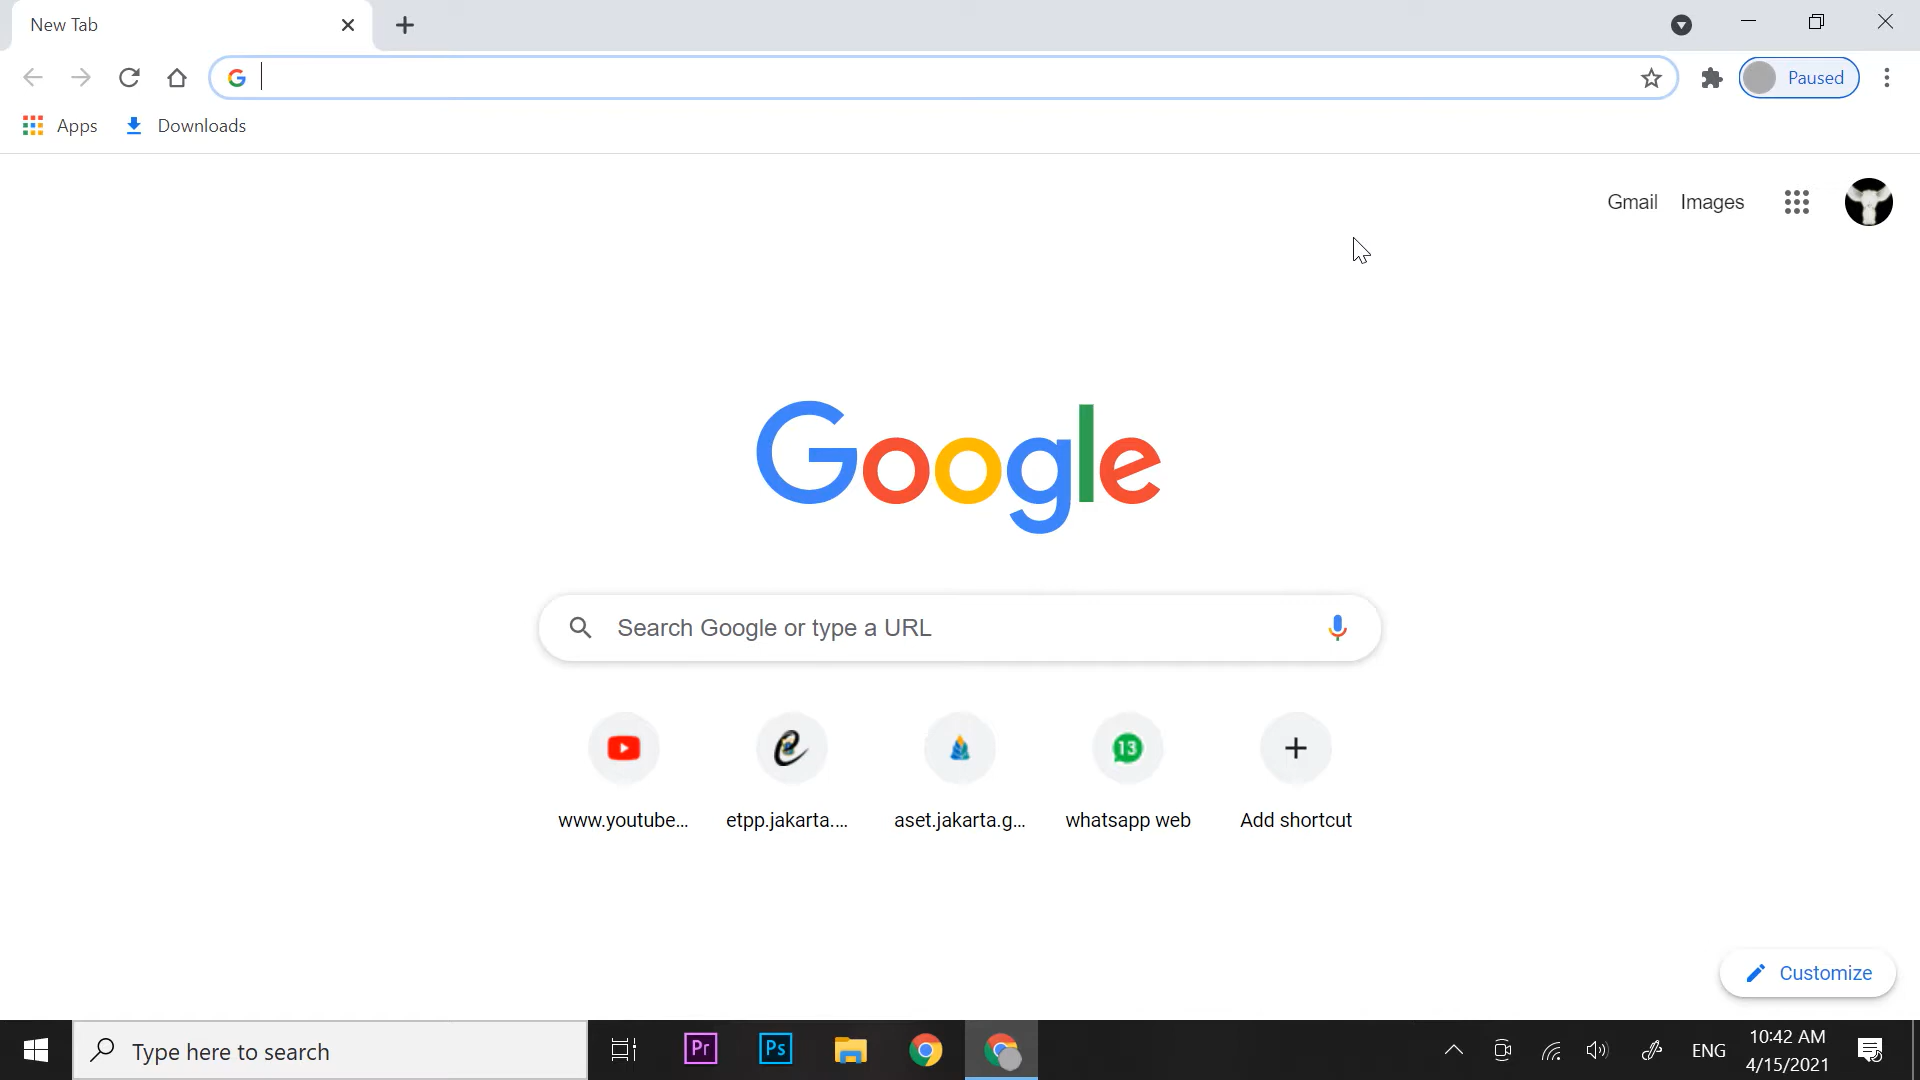 New Tab
Paused
Apps
Downloads
Gmail
Images
Google
Search Google or type a URL
13
www.youtube...
etpp.jakarta....
aset.jakarta.g...
whatsapp web
Add shortcut
Customize
Type here to search
Pr
Ps
ENG
10:42 AM
4/15/2021